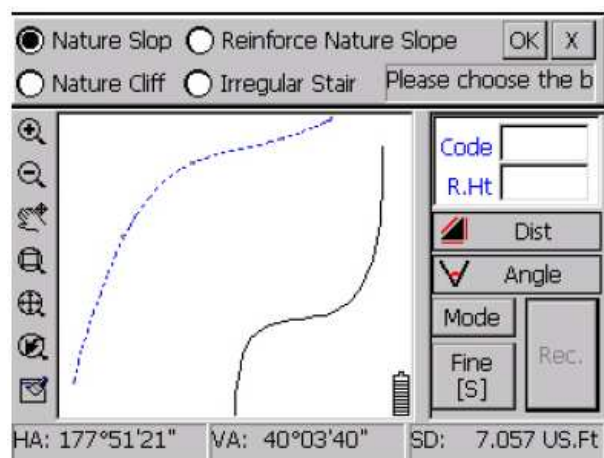 Nature Slop Reinforce Nature Slope OK X
Nature Cliff Irregular Stair Please choose the b
Code
R.Ht
Dist
Angle
Mode
Fine
[S]
Rec.
HA: 177°51'21" VA: 40°03'40" SD: 7.057 US.Ft